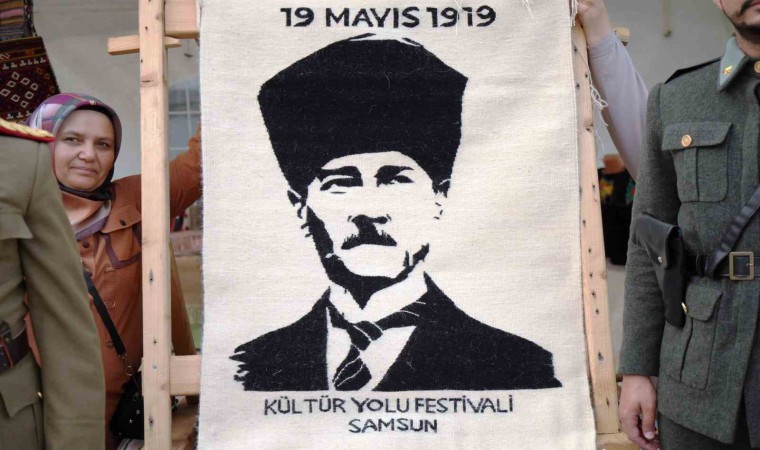 19 MAYIS 1919
KÜLTÜR YOLU FESTİVALİ
SAMSUN